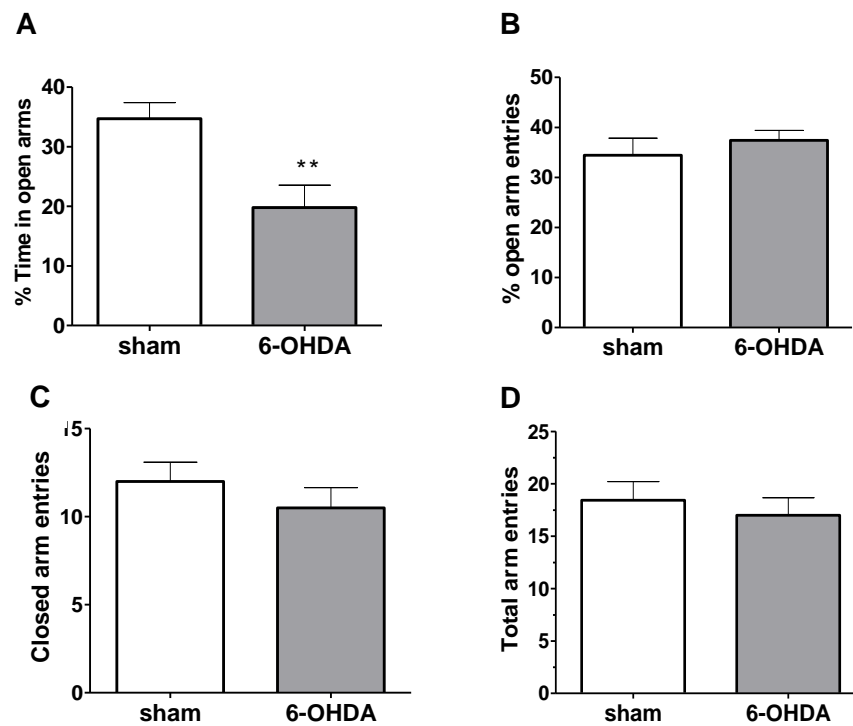 A
% Time in open arms
40
30
20
10
0
**
sham
6-OHDA
B
% open arm entries
50
40
30
20
10
0
sham
6-OHDA
C
Closed arm entries
15
10
5
0
sham
6-OHDA
D
Total arm entries
25
20
15
10
5
0
sham
6-OHDA